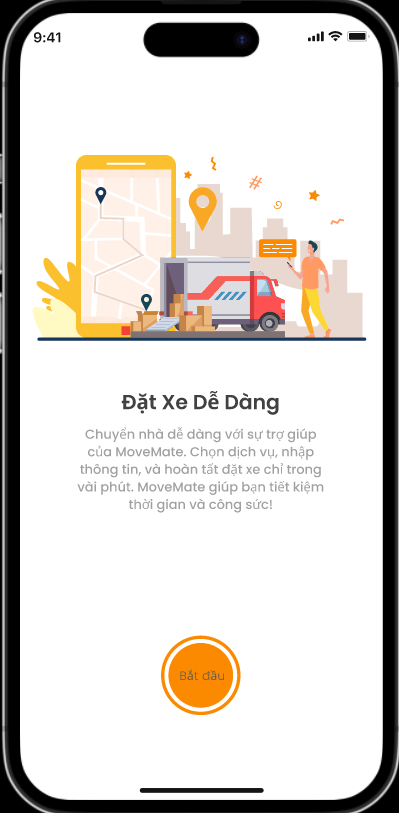 9:41
Đặt Xe Dễ Dàng
Chuyển nhà dễ dàng với sự trợ giúp
của MoveMate. Chọn dịch vụ, nhập
thông tin, và hoàn tất đặt xe chỉ trong
vài phút. MoveMate giúp bạn tiết kiệm
thời gian và công sức!
Bắt đầu